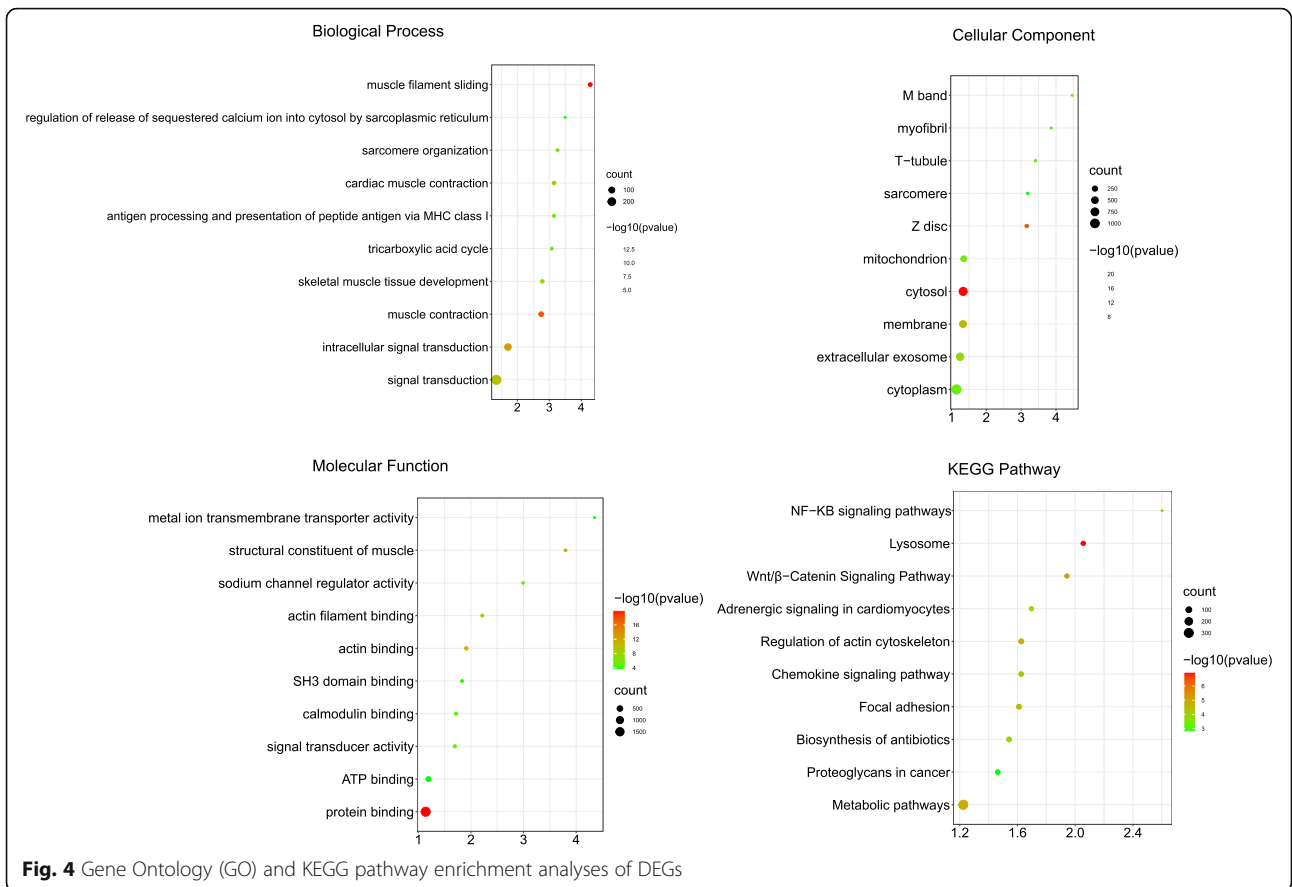 Biological Process
muscle filament sliding
regulation of release of sequestered calcium ion into cytosol by sarcoplasmic reticulum
sarcomere organization
cardiac muscle contraction
antigen processing and presentation of peptide antigen via MHC class I
tricarboxylic acid cycle
skeletal muscle tissue development
muscle contraction
intracellular signal transduction
signal transduction
2 3 4
count
100
200
−log10(pvalue)
12.5
10.0
7.5
5.0
Cellular Component
M band
myofibril
T−tubule
sarcomere
Z disc
mitochondrion
cytosol
membrane
extracellular exosome
cytoplasm
1 2 3 4
count
250
500
750
1000
−log10(pvalue)
20
16
12
8
Molecular Function
metal ion transmembrane transporter activity
structural constituent of muscle
sodium channel regulator activity
actin filament binding
actin binding
SH3 domain binding
calmodulin binding
signal transducer activity
ATP binding
protein binding
1 2 3 4
−log10(pvalue)
16
12
8
4
count
500
1000
1500
KEGG Pathway
NF−KB signaling pathways
Lysosome
Wnt/β−Catenin Signaling Pathway
Adrenergic signaling in cardiomyocytes
Regulation of actin cytoskeleton
Chemokine signaling pathway
Focal adhesion
Biosynthesis of antibiotics
Proteoglycans in cancer
Metabolic pathways
1.2 1.6 2.0 2.4
count
100
200
300
−log10(pvalue)
6
5
4
3
Fig. 4 Gene Ontology (GO) and KEGG pathway enrichment analyses of DEGs